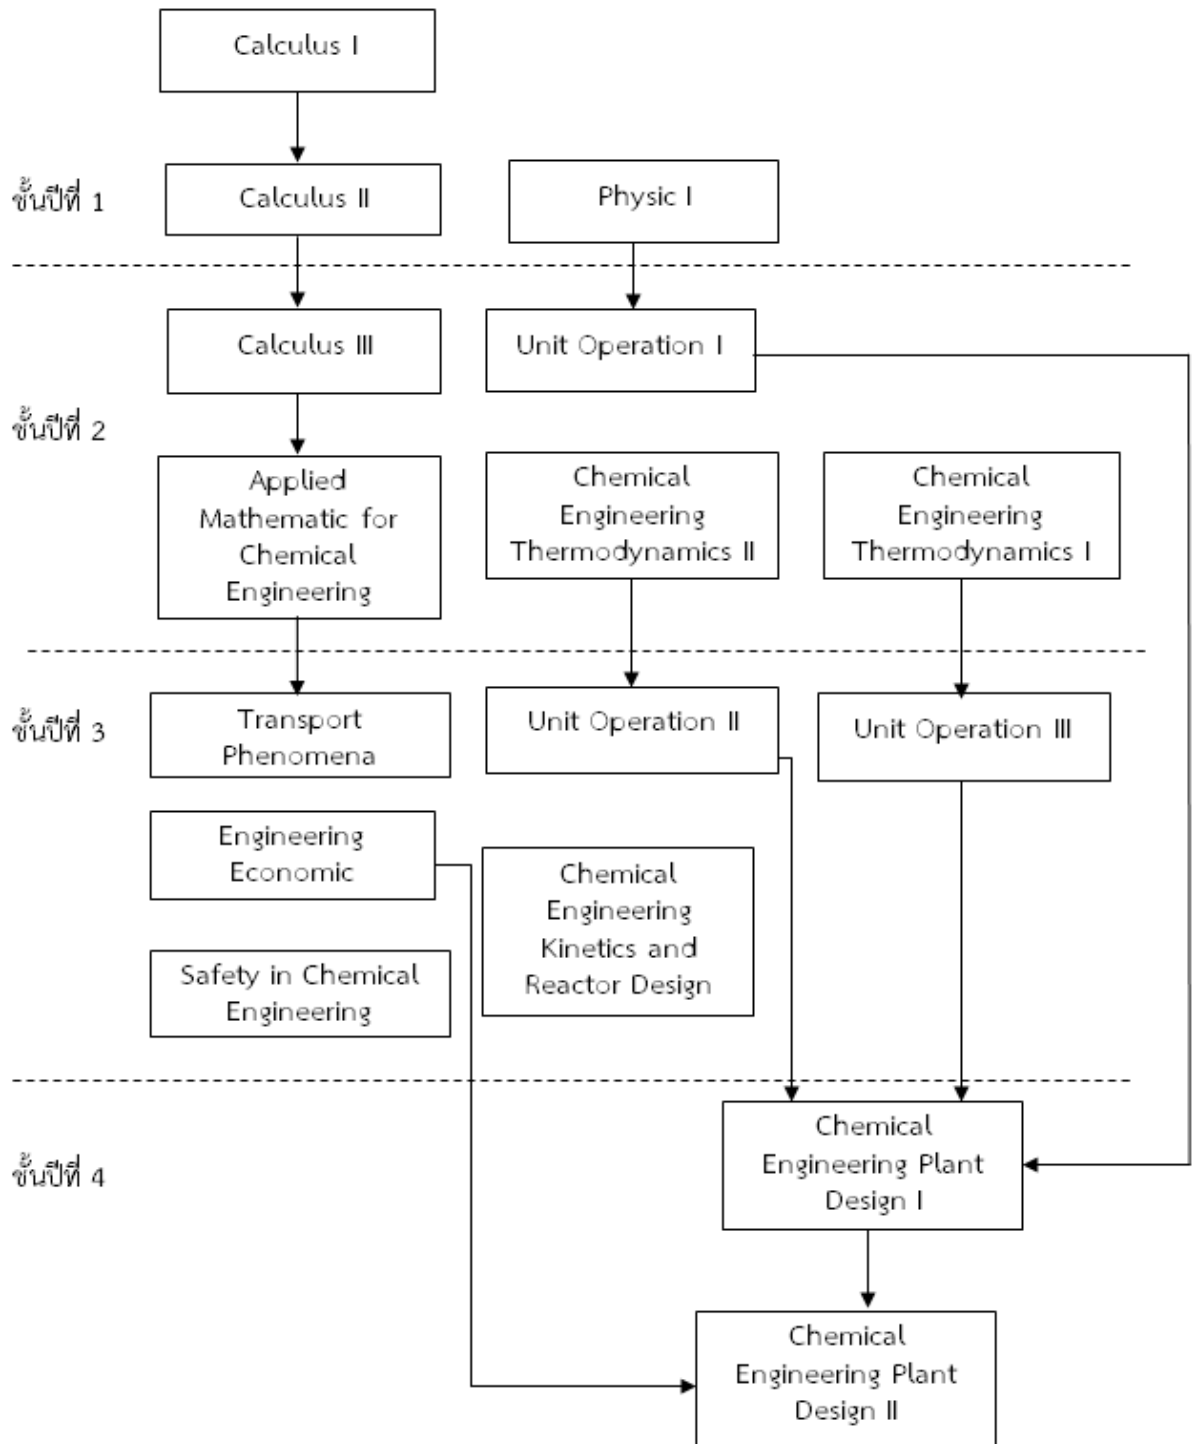 Calculus I
ชั้นปีที่ 1
Calculus II
Physic I
Calculus III
Unit Operation I
ชั้นปีที่ 2
Applied
Mathematic for
Chemical
Engineering
Chemical
Engineering
Thermodynamics II
Chemical
Engineering
Thermodynamics I
ชั้นปีที่ 3
Transport
Phenomena
Unit Operation II
Unit Operation III
Engineering
Economic
Chemical
Engineering
Kinetics and
Reactor Design
Safety in Chemical
Engineering
ชั้นปีที่ 4
Chemical
Engineering Plant
Design I
Chemical
Engineering Plant
Design II